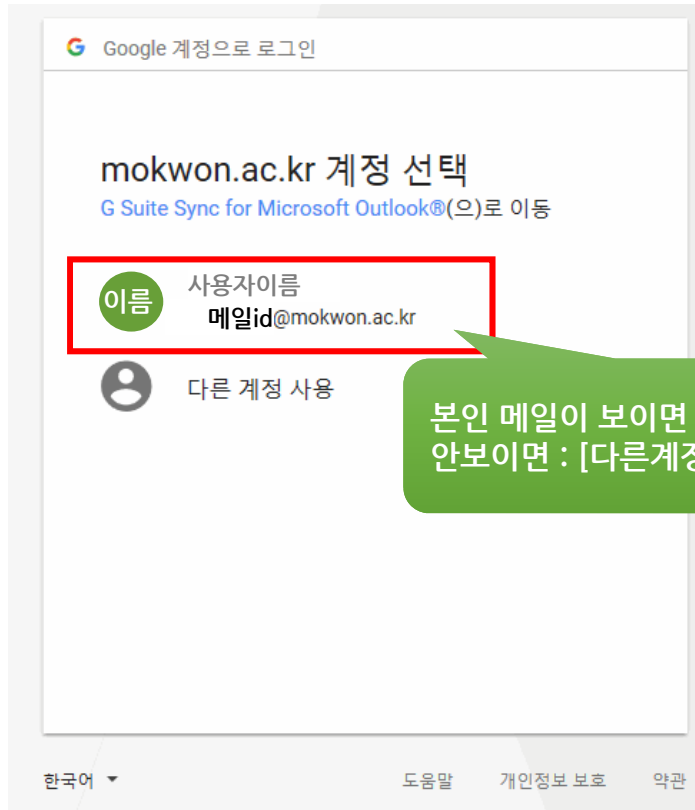 Google 계정으로 로그인
mokwon.ac.kr 계정 선택
G Suite Sync for Microsoft Outlook®(으)로 이동
이름
사용자이름
메일id@mokwon.ac.kr
다른 계정 사용
본인 메일이 보이면
안보이면 : [다른계정
한국어
도움말 개인정보 보호 약관